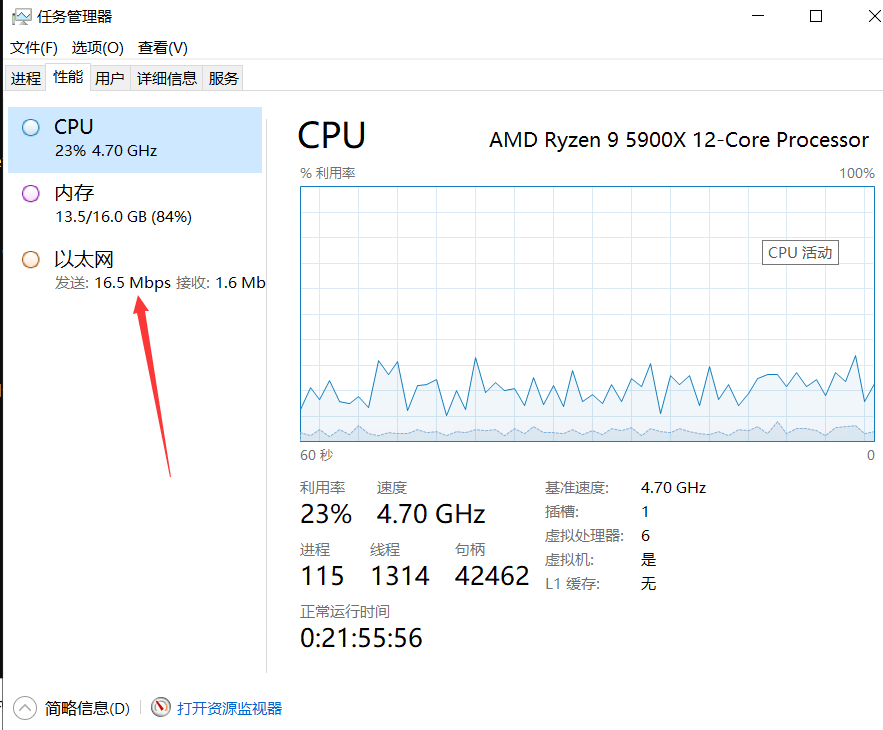 任务管理器
文件(F) 选项(O) 查看(V)
进程 性能 用户 详细信息 服务
CPU
23% 4.70 GHz
内存
13.5/16.0 GB (84%)
以太网
发送: 16.5 Mbps 接收: 1.6 Mb
CPU AMD Ryzen 9 5900X 12-Core Processor
% 利用率 100%
CPU 活动
60 秒 0
利用率 速度
23% 4.70 GHz
进程 线程 句柄
115 1314 42462
正常运行时间
0:21:55:56
基准速度: 4.70 GHz
插槽: 1
虚拟处理器: 6
虚拟机: 是
L1 缓存: 无
简略信息(D) 打开资源监视器